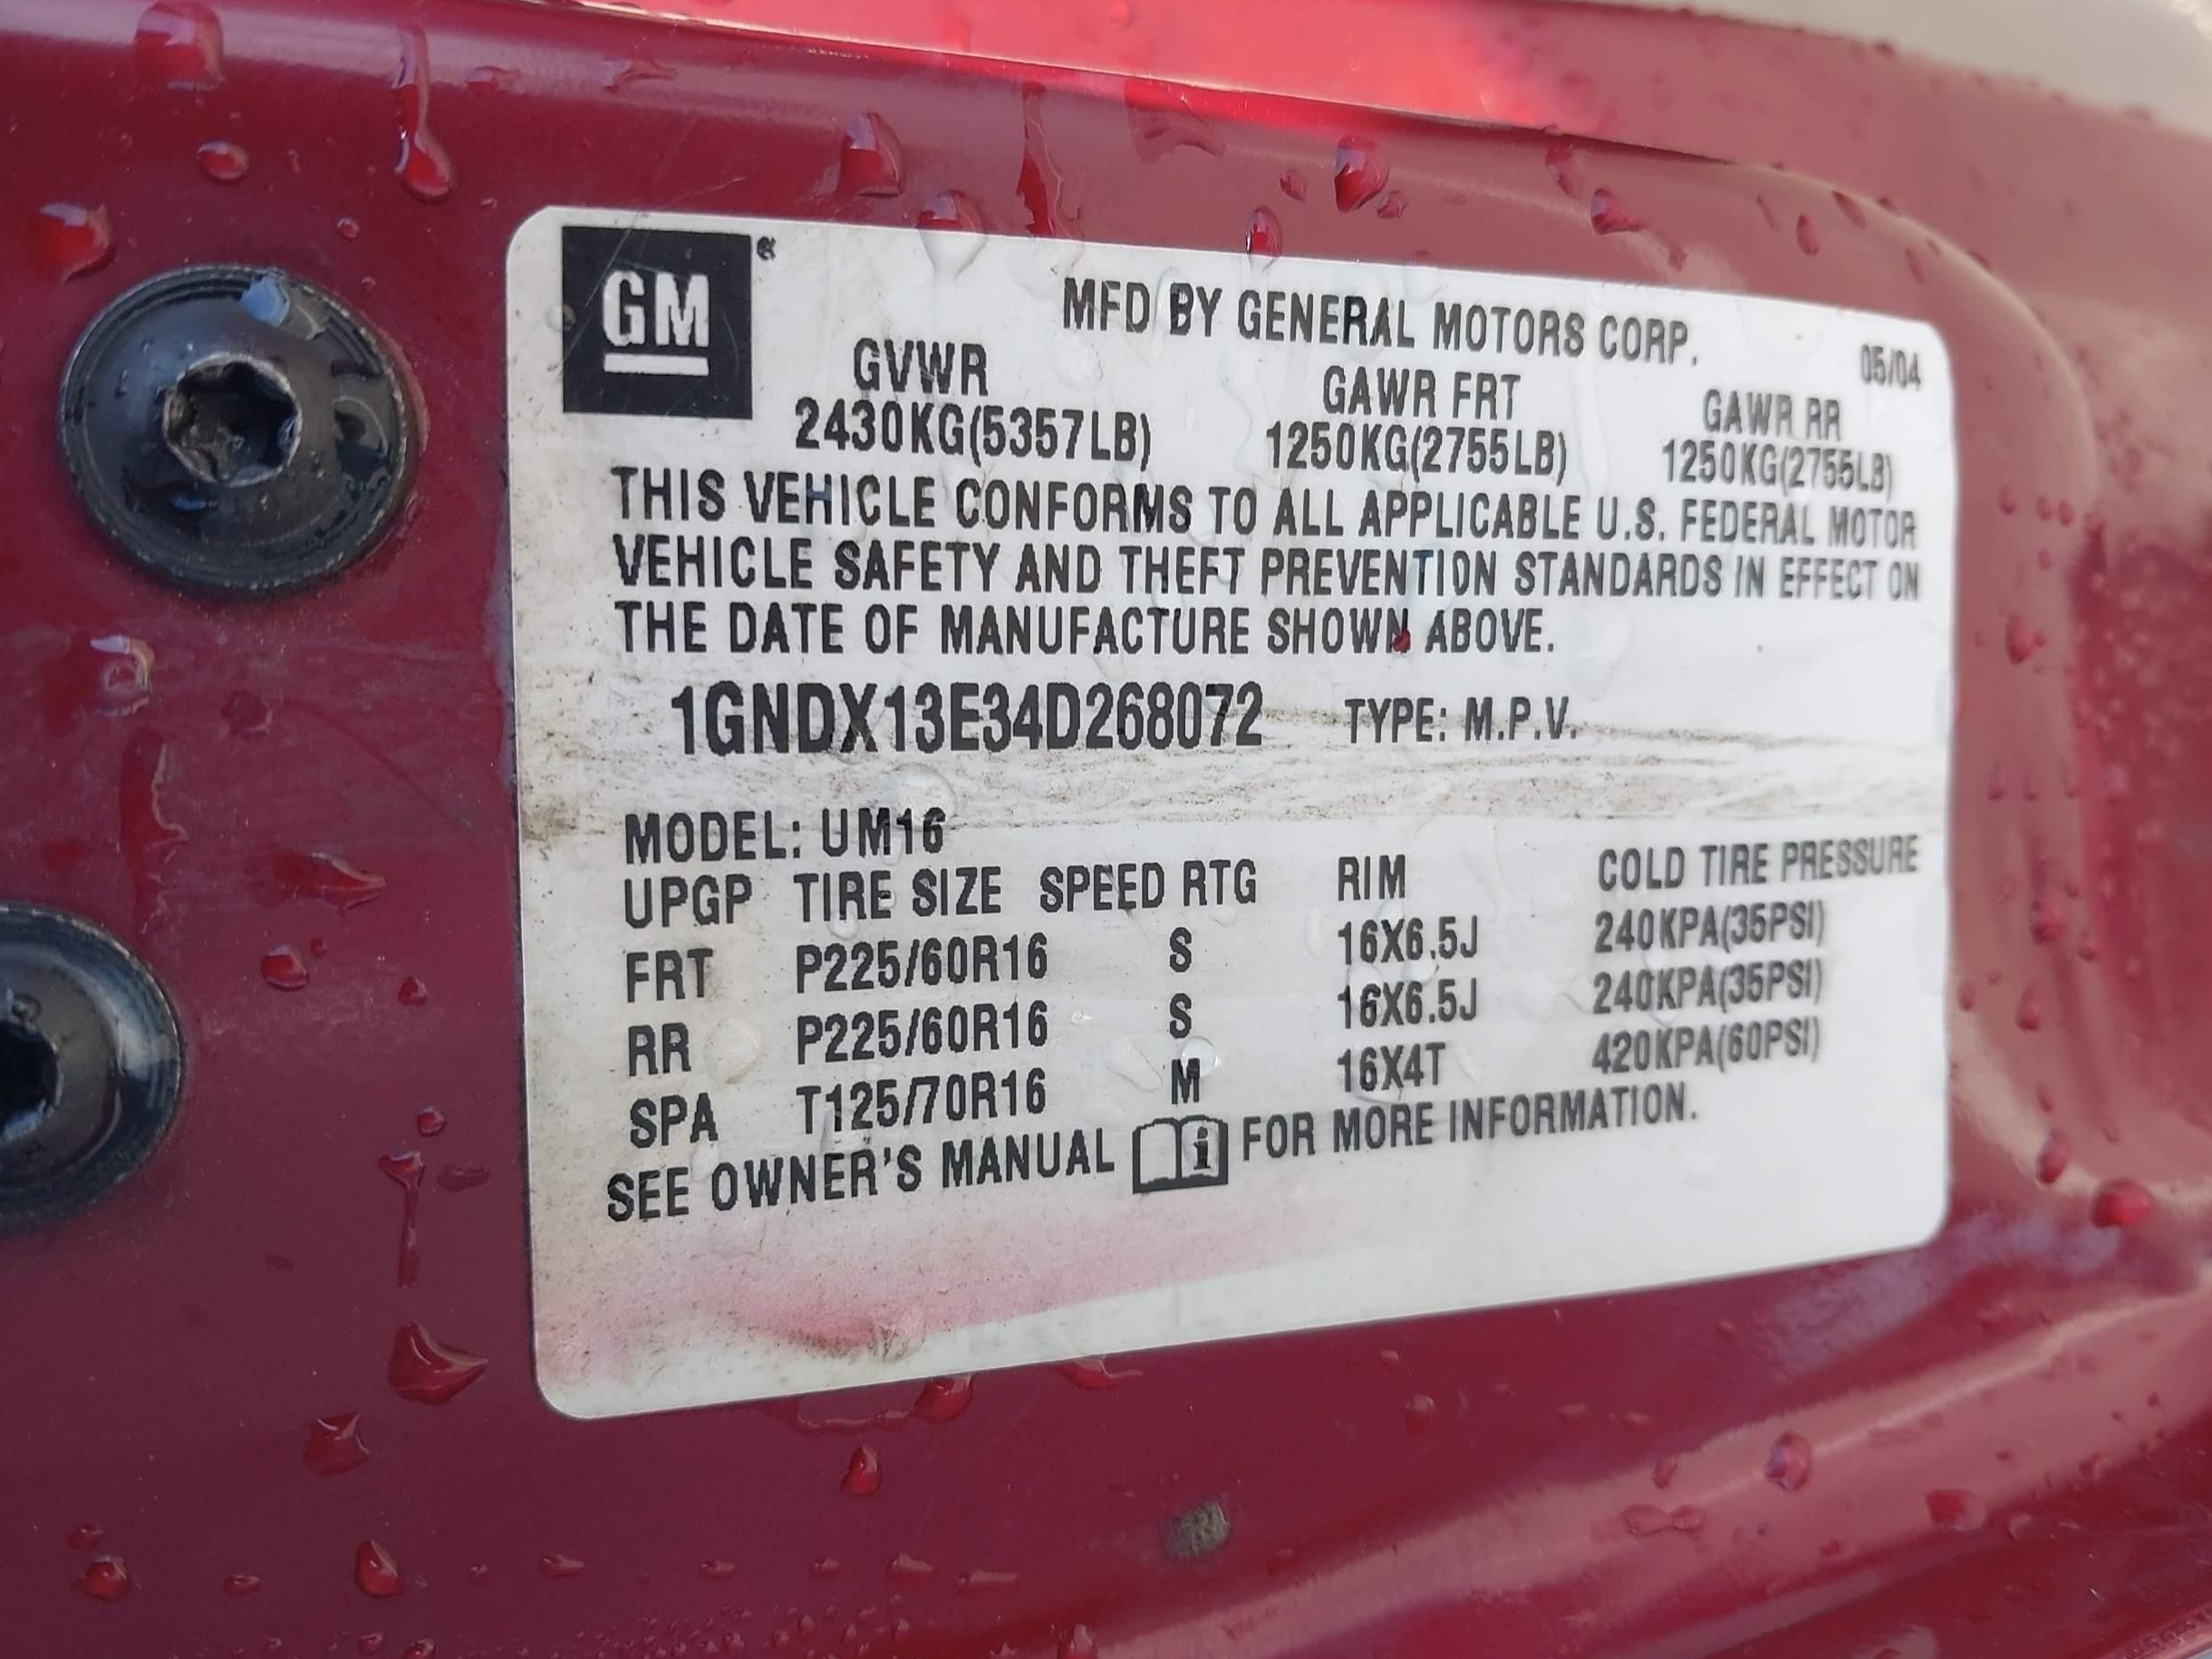 GM®
MFD BY GENERAL MOTORS CORP.
05/04
GVWR GAWR FRT GAWR RR
2430KG(5357LB) 1250KG(2755LB) 1250KG(2755LB)
THIS VEHICLE CONFORMS TO ALL APPLICABLE U.S. FEDERAL MOTOR
VEHICLE SAFETY AND THEFT PREVENTION STANDARDS IN EFFECT ON
THE DATE OF MANUFACTURE SHOWN ABOVE.
1GNDX13E34D268072 TYPE: M.P.V.
MODEL: UM16
UPGP TIRE SIZE SPEED RTG RIM COLD TIRE PRESSURE
FRT P225/60R16 S 16X6.5J 240KPA(35PSI)
RR P225/60R16 S 16X6.5J 240KPA(35PSI)
SPA T125/70R16 M 16X4T 420KPA(60PSI)
SEE OWNER'S MANUAL i FOR MORE INFORMATION.